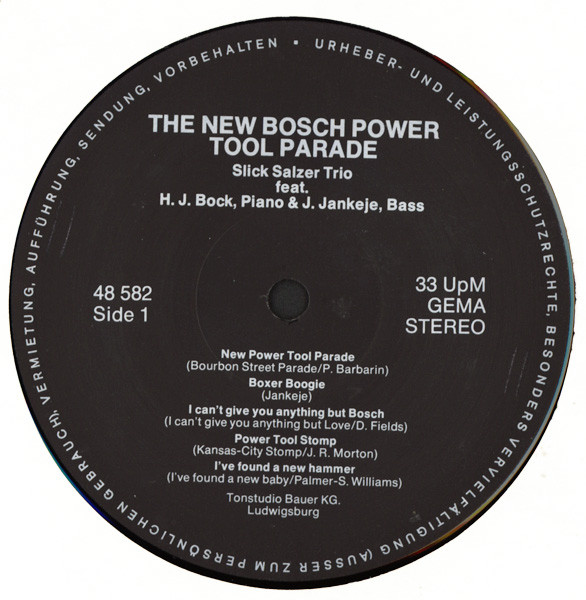 URHEBER- UND LEISTUNGSSCHUTZRECHTE, BESONDERS VERVIELFÄLTIGUNG (AUSSER ZUM PERSÖNLICHEN GEBRAUCH), VERMIETUNG, AUFFÜHRUNG, SENDUNG, VORBEHALTEN •
THE NEW BOSCH POWER
TOOL PARADE
Slick Salzer Trio
feat.
H. J. Bock, Piano & J. Jankeje, Bass
48 582
Side 1
33 UpM
GEMA
STEREO
New Power Tool Parade
(Bourbon Street Parade/P. Barbarin)
Boxer Boogie
(Jankeje)
I can't give you anything but Bosch
(I can't give you anything but Love/D. Fields)
Power Tool Stomp
(Kansas-City Stomp/J. R. Morton)
I've found a new hammer
(I've found a new baby/Palmer-S. Williams)
Tonstudio Bauer KG.
Ludwigsburg